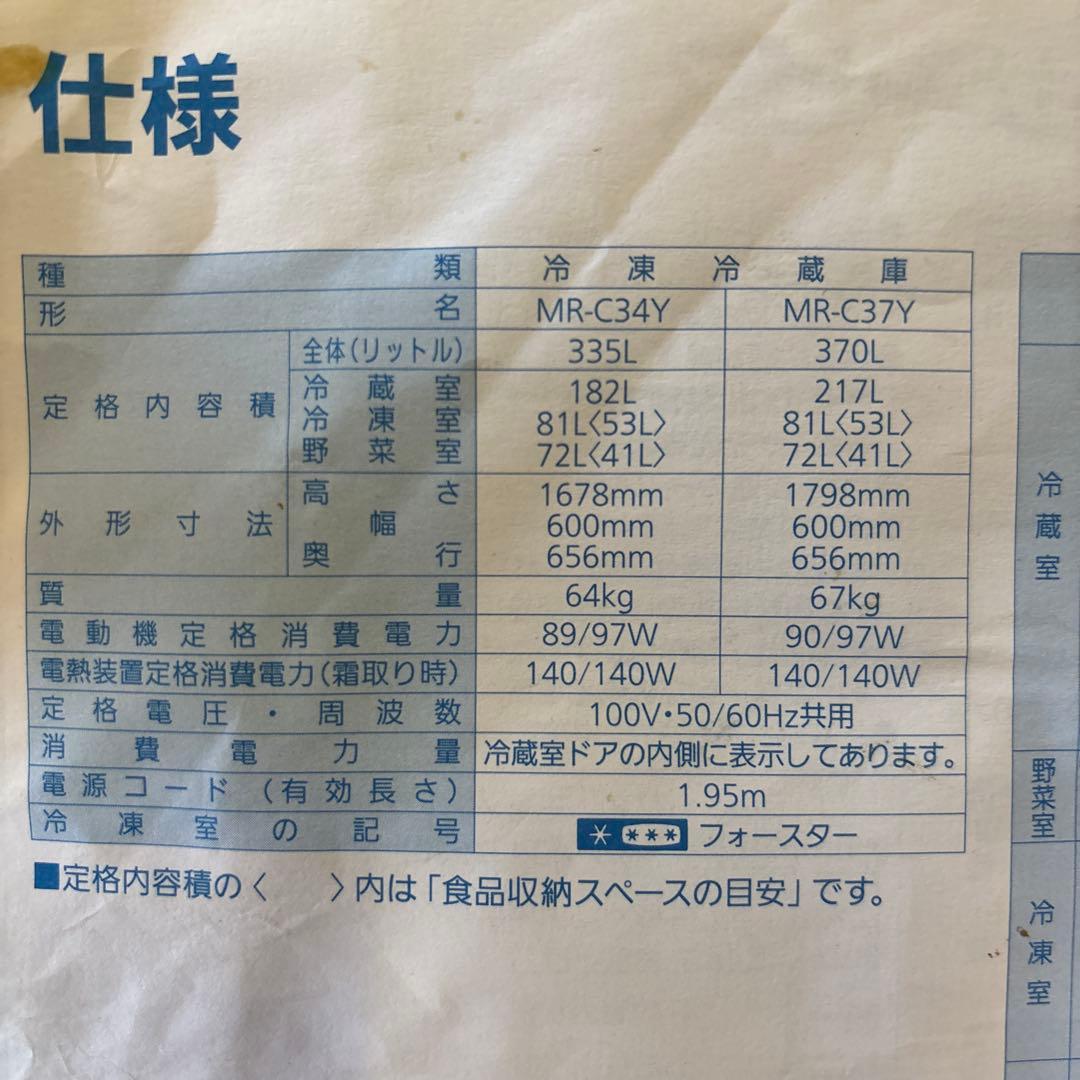 仕様
種類 冷凍冷蔵庫
形名 MR-C34Y MR-C37Y
定格内容積 全体(リットル) 335L 370L
冷蔵室 182L 217L
冷凍室 81L〈53L〉 81L〈53L〉
野菜室 72L〈41L〉 72L〈41L〉
外形寸法 高さ 1678mm 1798mm
幅 600mm 600mm
奥行 656mm 656mm
質量 64kg 67kg
電動機定格消費電力 89/97W 90/97W
電熱装置定格消費電力(霜取り時) 140/140W 140/140W
定格電圧・周波数 100V・50/60Hz共用
消費電力量 冷蔵室ドアの内側に表示してあります。
電源コード(有効長さ) 1.95m
冷凍室の記号 * *** フォースター
■定格内容積の〈 〉内は「食品収納スペースの目安」です。
冷蔵室
野菜室
冷凍室